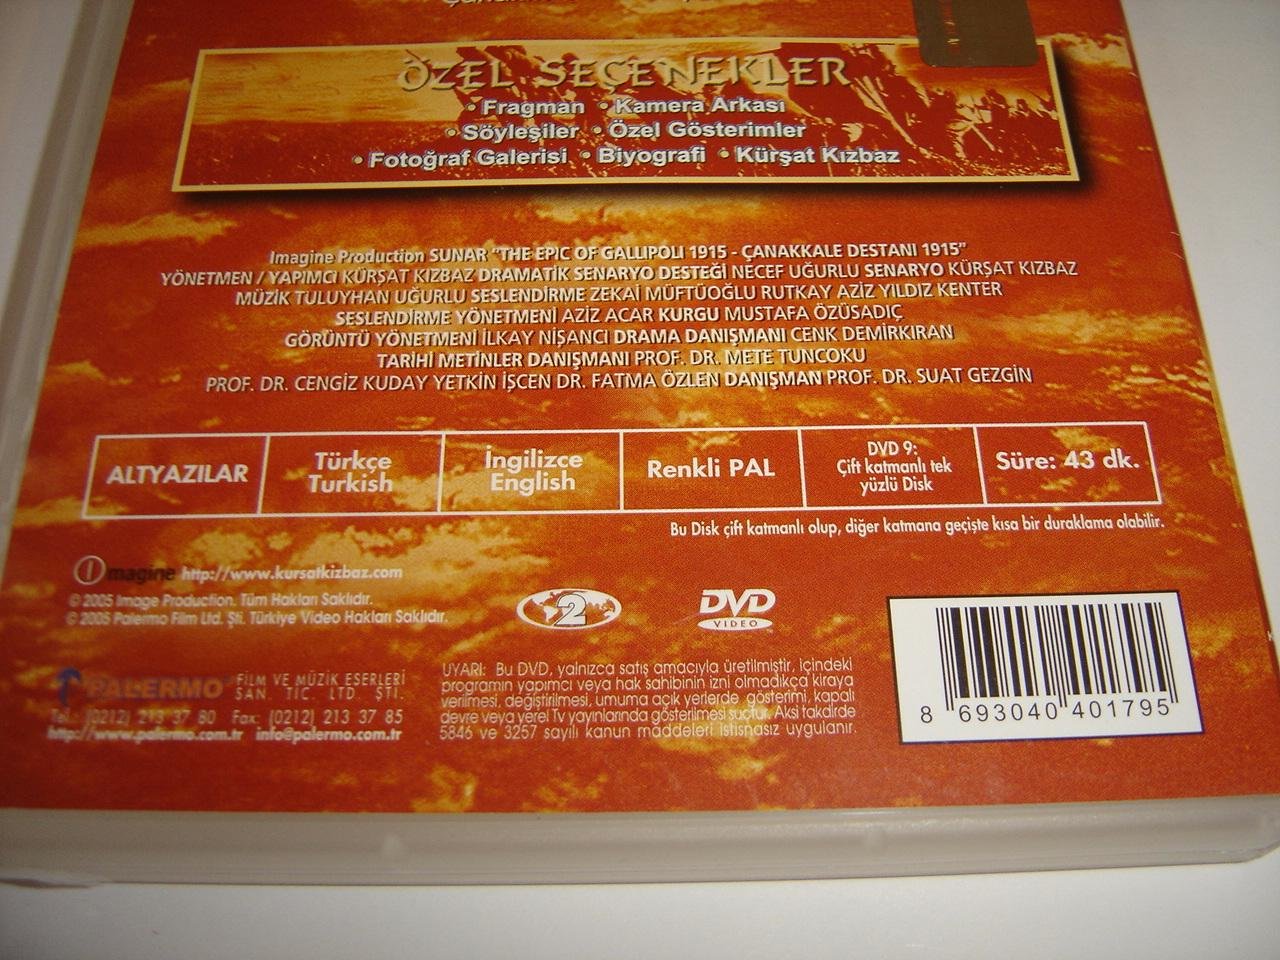 ÖZEL SEÇENEKLER
• Fragman • Kamera Arkası
• Söyleşiler • Özel Gösterimler
• Fotoğraf Galerisi • Biyografi • Kürşat Kızbaz
Imagine Production SUNAR "THE EPIC OF GALLIPOLI 1915 - ÇANAKKALE DESTANI 1915"
YÖNETMEN / YAPIMCI KÜRŞAT KIZBAZ DRAMATİK SENARYO DESTEĞİ NECEF UĞURLU SENARYO KÜRŞAT KIZBAZ
MÜZİK TULUYHAN UĞURLU SESLENDİRME ZEKAİ MÜFTÜOĞLU RUTKAY AZİZ YILDIZ KENTER
SESLENDİRME YÖNETMENİ AZİZ ACAR KURGU MUSTAFA ÖZÜSADIÇ
GÖRÜNTÜ YÖNETMENİ İLKAY NİŞANCI DRAMA DANIŞMANI CENK DEMİRKIRAN
TARİHİ METİNLER DANIŞMANI PROF. DR. METE TUNCOKU
PROF. DR. CENGİZ KUDAY YETKİN İŞCEN DR. FATMA ÖZLEN DANIŞMAN PROF. DR. SUAT GEZGİN
ALTYAZILAR
Türkçe
Turkish
İngilizce
English
Renkli PAL
DVD 9:
Çift katmanlı tek
yüzlü Disk
Süre: 43 dk.
Bu Disk çift katmanlı olup, diğer katmana geçişte kısa bir duraklama olabilir.
Imagine http://www.kursatkizbaz.com
© 2005 Image Production. Tüm Hakları Saklıdır.
© 2005 Palermo Film Ltd. Şti. Türkiye Video Hakları Saklıdır.
2
DVD
VIDEO
PALERMO FİLM VE MÜZİK ESERLERİ
SAN. TİC. LTD. ŞTİ.
Tel.: (0212) 213 37 80 Fax: (0212) 213 37 85
http://www.palermo.com.tr info@palermo.com.tr
UYARI: Bu DVD, yalnızca satış amacıyla üretilmiştir, içindeki
programın yapımcı veya hak sahibinin izni olmadıkça kiraya
verilmesi, değiştirilmesi, umuma açık yerlerde gösterimi, kapalı
devre veya yerel Tv yayınlarında gösterilmesi suçtur. Aksi takdirde
5846 ve 3257 sayılı kanun maddeleri istisnasız uygulanır.
8 693040 401795